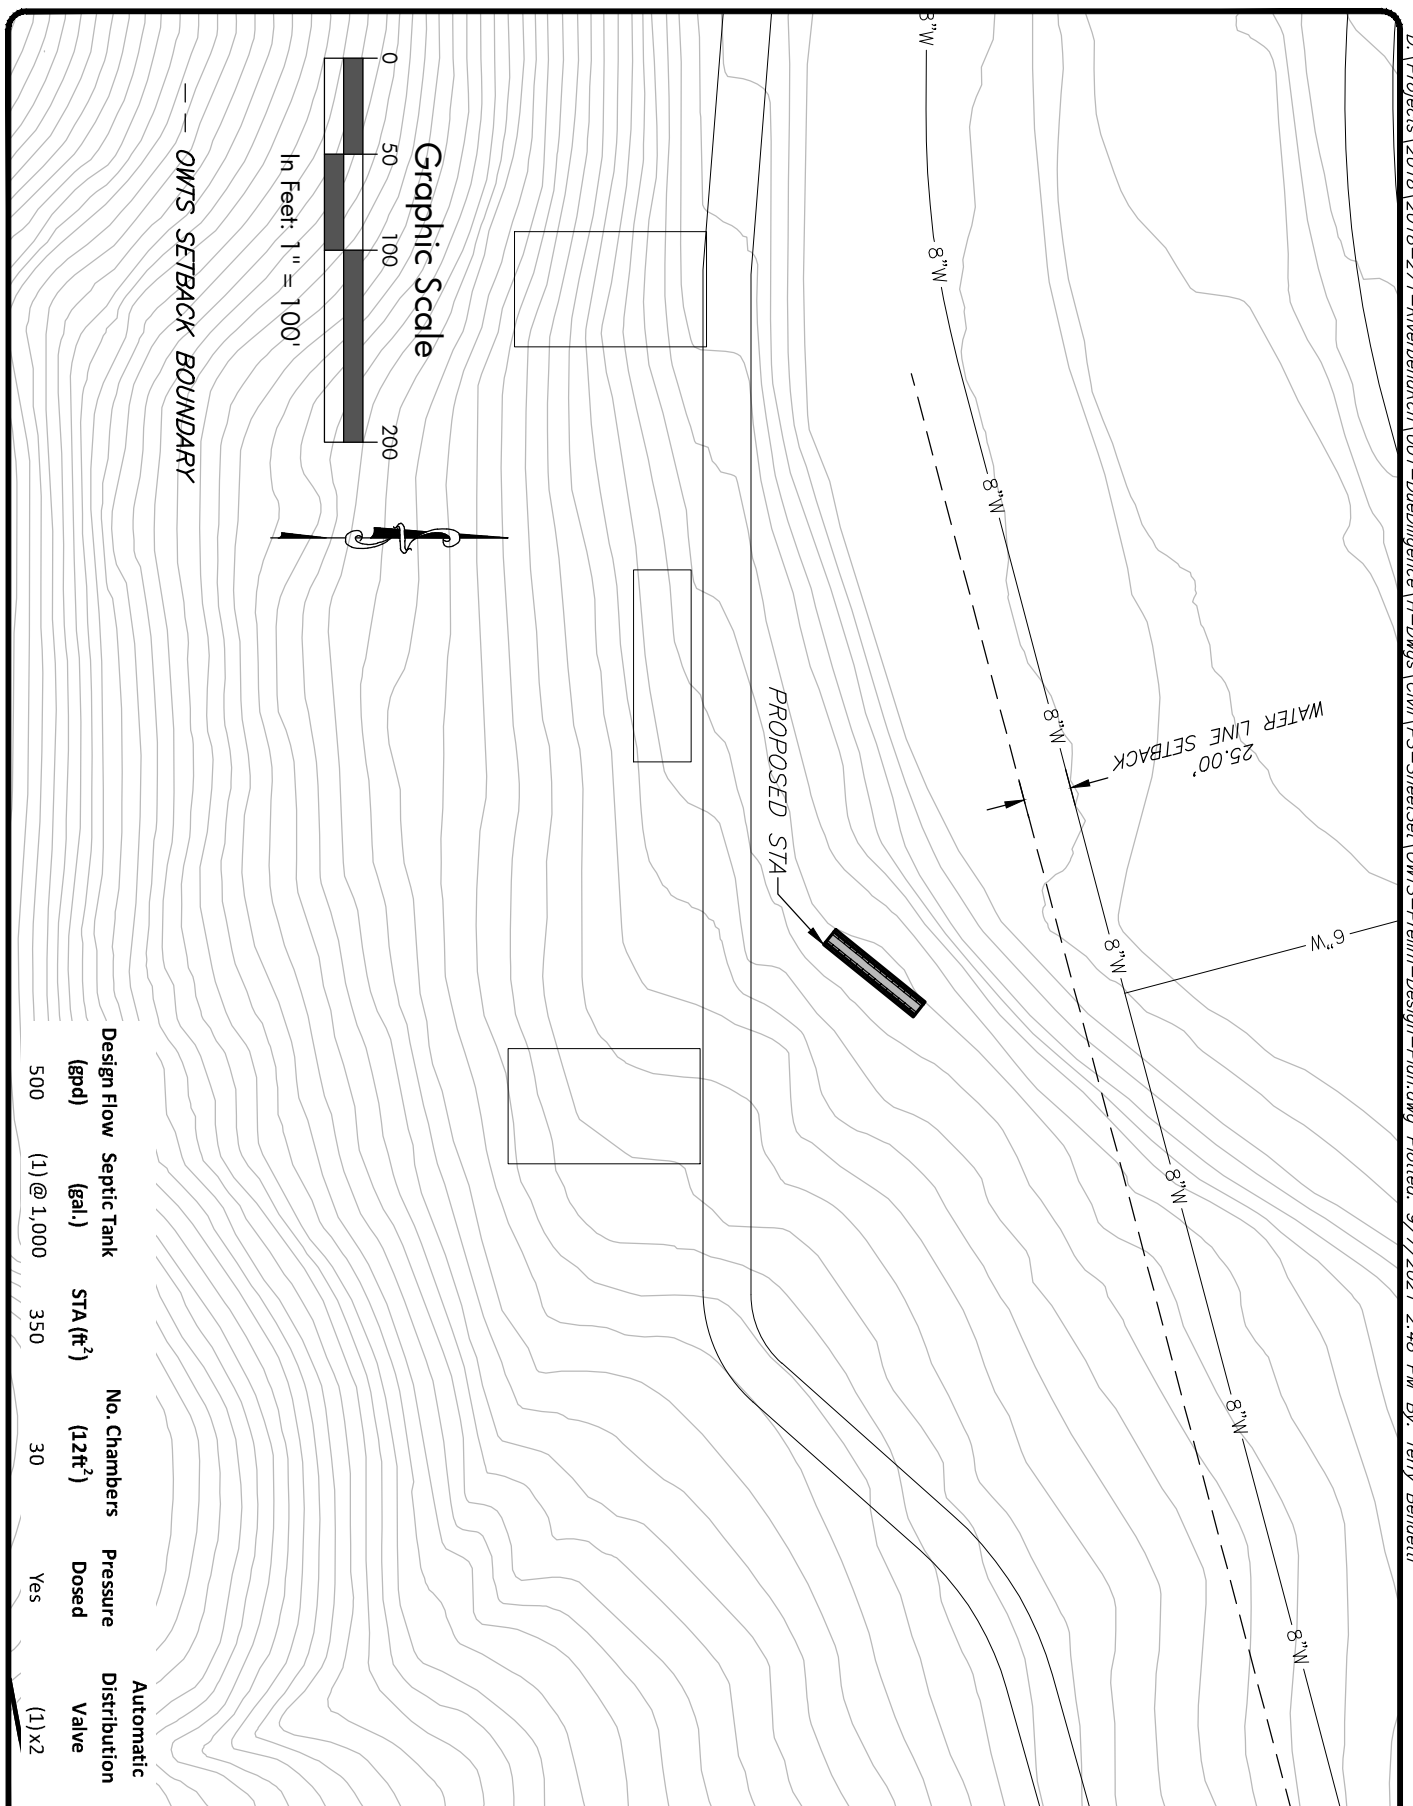 8"W
8"W
8"W
8"W
8"W
8"W
8"W
8"W
6"W
WATER LINE SETBACK
25.00'
PROPOSED STA
Graphic Scale
0 50 100 200
In Feet: 1" = 100'
— — OWTS SETBACK BOUNDARY
Automatic
Design Flow Septic Tank No. Chambers Pressure Distribution
(gpd) (gal.) STA (ft²) (12ft²) Dosed Valve
500 (1) @ 1,000 350 30 Yes (1)x2